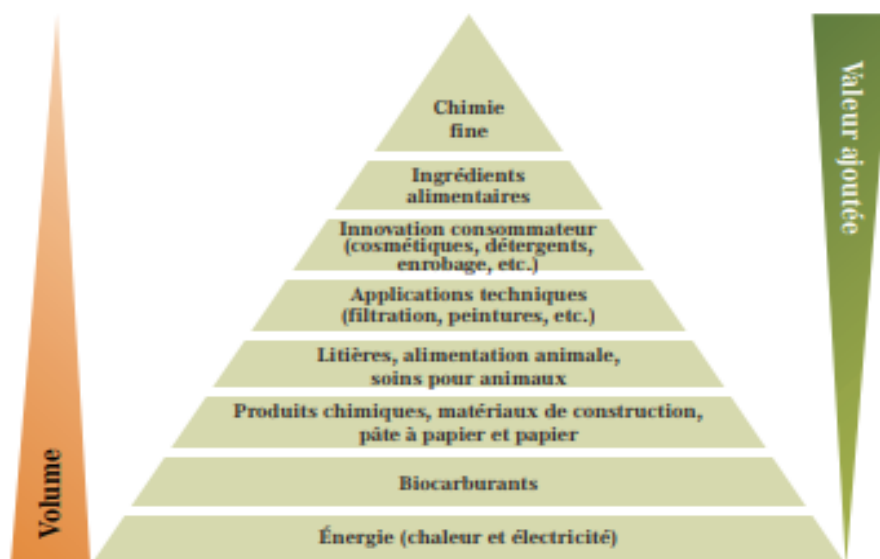 Chimie
fine
Ingrédients
alimentaires
Innovation consommateur
(cosmétiques, détergents,
enrobage, etc.)
Applications techniques
(filtration, peintures, etc.)
Litières, alimentation animale,
soins pour animaux
Produits chimiques, matériaux de construction,
pâte à papier et papier
Biocarburants
Énergie (chaleur et électricité)
Volume
Valeur ajoutée